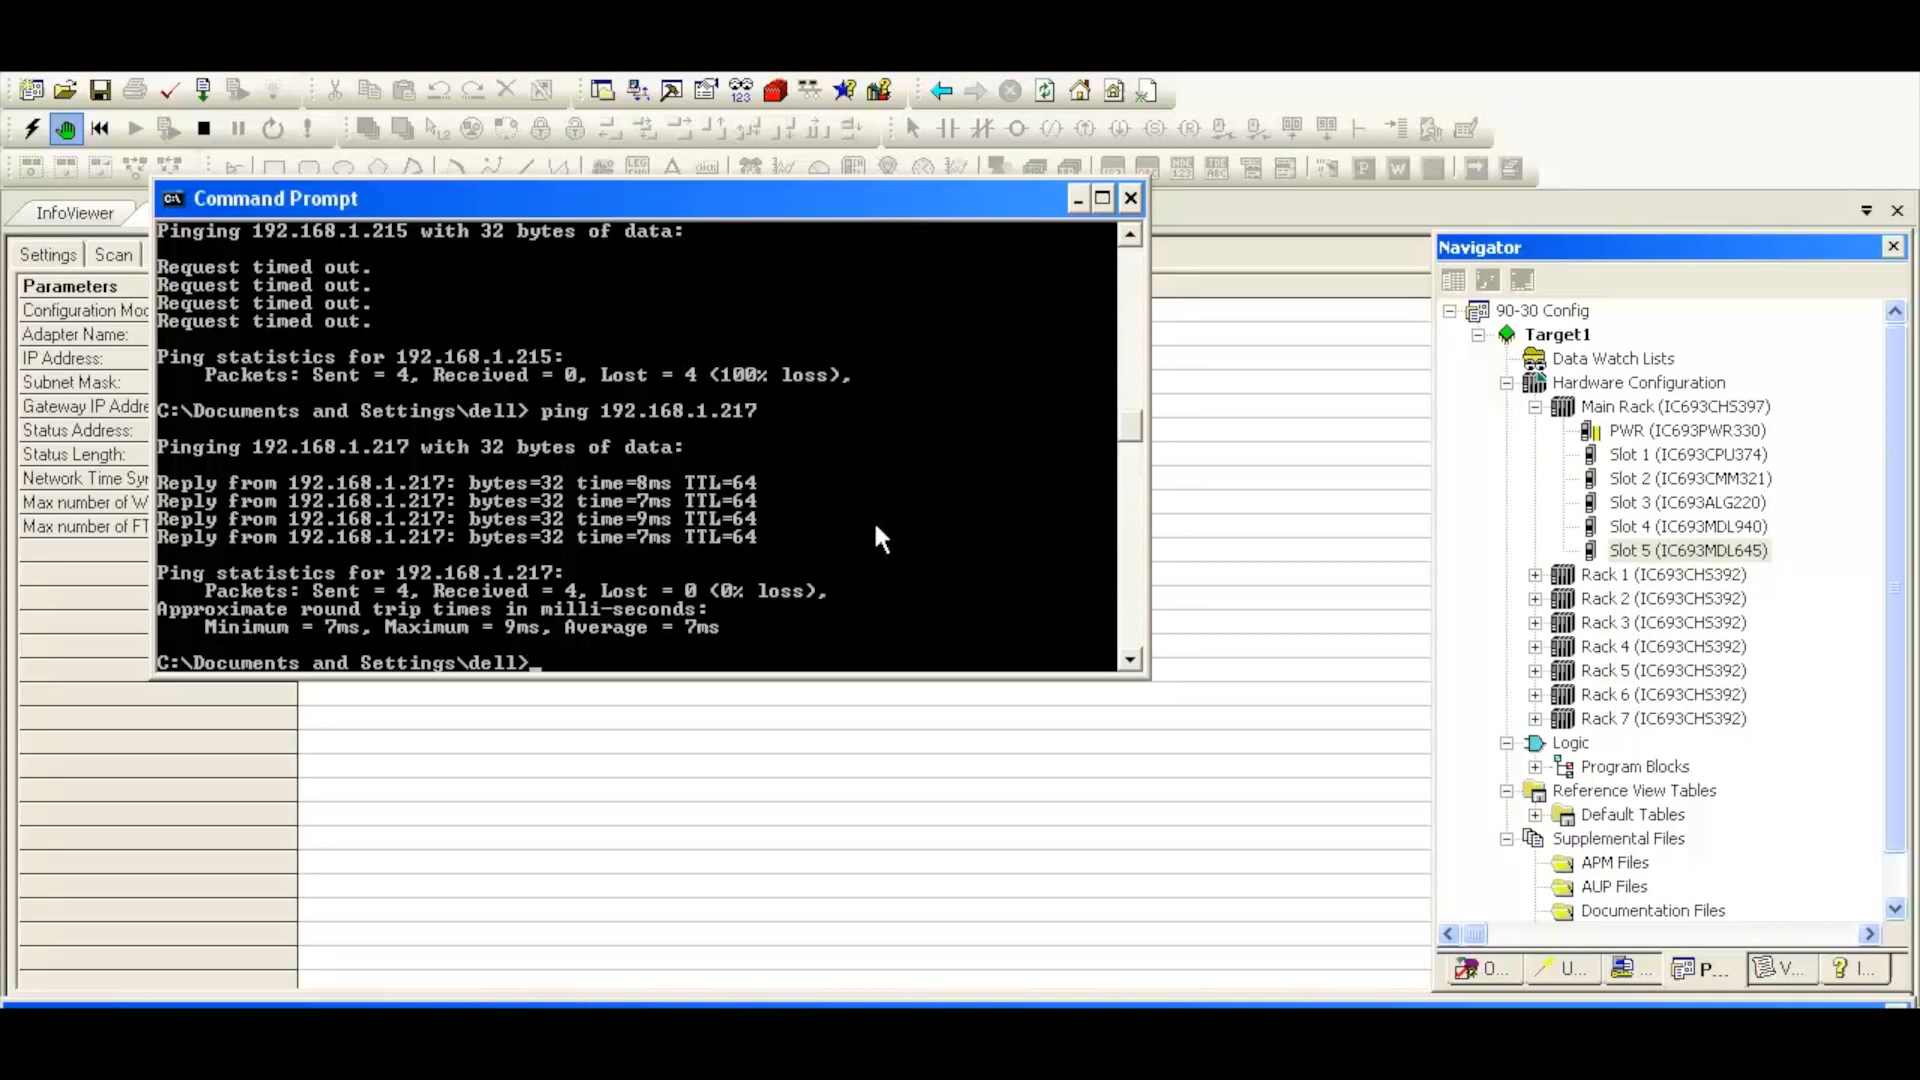 InfoViewer
Settings
Scan
Parameters
Configuration Moc
Adapter Name:
IP Address:
Subnet Mask:
Gateway IP Addre
Status Address:
Status Length:
Network Time Syr
Max number of W
Max number of FT
Command Prompt
Pinging 192.168.1.215 with 32 bytes of data:
Request timed out.
Request timed out.
Request timed out.
Request timed out.
Ping statistics for 192.168.1.215:
Packets: Sent = 4, Received = 0, Lost = 4 (100% loss),
C:\Documents and Settings\dell> ping 192.168.1.217
Pinging 192.168.1.217 with 32 bytes of data:
Reply from 192.168.1.217: bytes=32 time=8ms TTL=64
Reply from 192.168.1.217: bytes=32 time=7ms TTL=64
Reply from 192.168.1.217: bytes=32 time=9ms TTL=64
Reply from 192.168.1.217: bytes=32 time=7ms TTL=64
Ping statistics for 192.168.1.217:
Packets: Sent = 4, Received = 4, Lost = 0 (0% loss),
Approximate round trip times in milli-seconds:
Minimum = 7ms, Maximum = 9ms, Average = 7ms
C:\Documents and Settings\dell>_
Navigator
90-30 Config
Target1
Data Watch Lists
Hardware Configuration
Main Rack (IC693CHS397)
PWR (IC693PWR330)
Slot 1 (IC693CPU374)
Slot 2 (IC693CMM321)
Slot 3 (IC693ALG220)
Slot 4 (IC693MDL940)
Slot 5 (IC693MDL645)
Rack 1 (IC693CHS392)
Rack 2 (IC693CHS392)
Rack 3 (IC693CHS392)
Rack 4 (IC693CHS392)
Rack 5 (IC693CHS392)
Rack 6 (IC693CHS392)
Rack 7 (IC693CHS392)
Logic
Program Blocks
Reference View Tables
Default Tables
Supplemental Files
APM Files
AUP Files
Documentation Files
O...
U...
...
P...
V...
I...